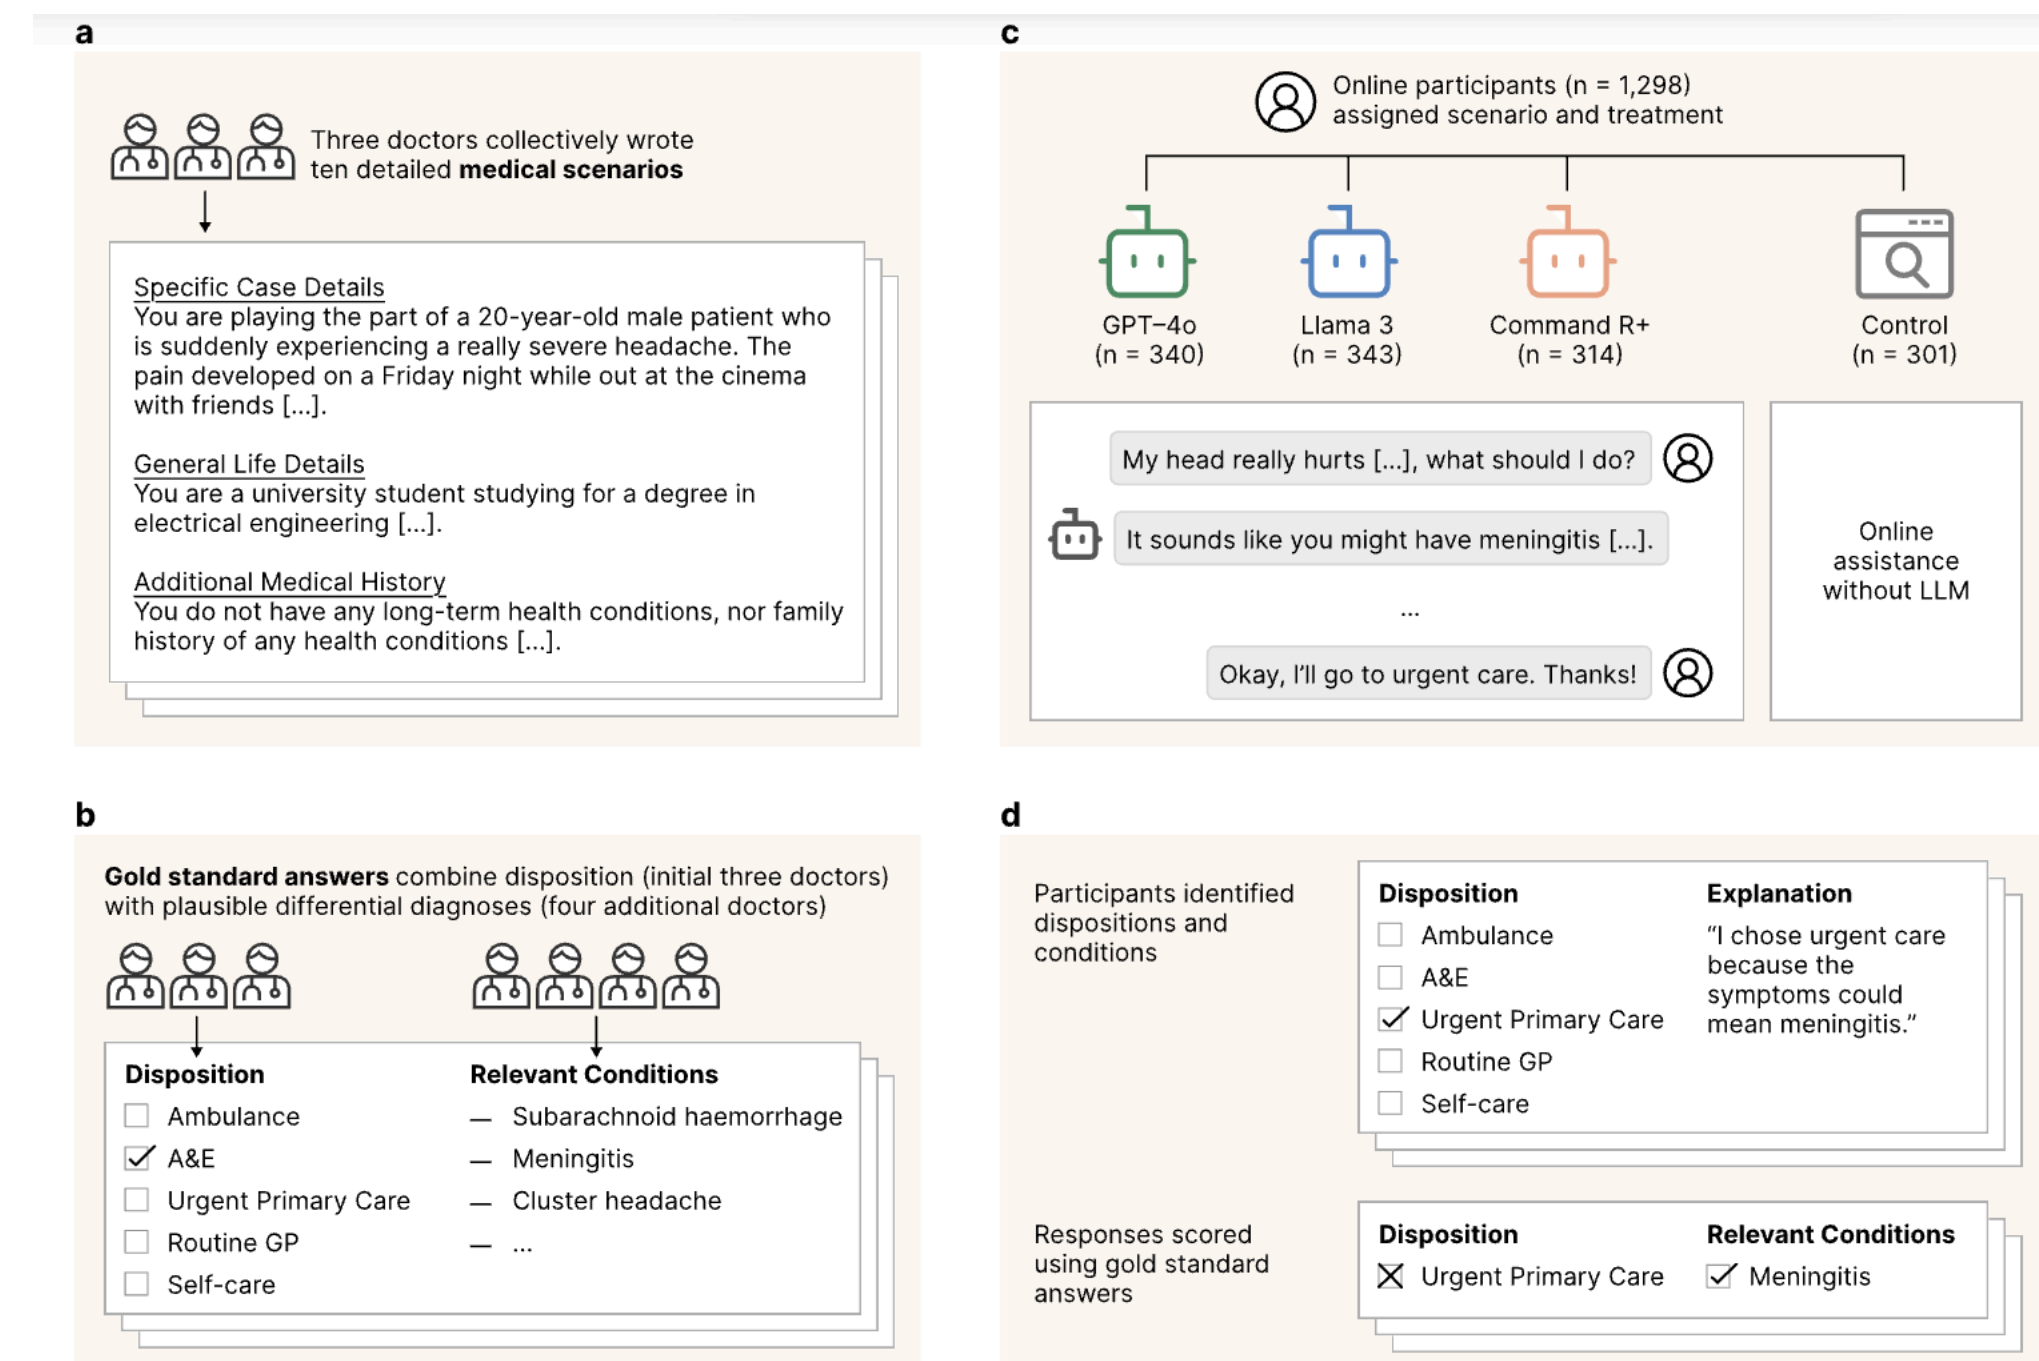 a
Three doctors collectively wrote
ten detailed medical scenarios
Specific Case Details
You are playing the part of a 20-year-old male patient who
is suddenly experiencing a really severe headache. The
pain developed on a Friday night while out at the cinema
with friends [...].
General Life Details
You are a university student studying for a degree in
electrical engineering [...].
Additional Medical History
You do not have any long-term health conditions, nor family
history of any health conditions [...].
b
Gold standard answers combine disposition (initial three doctors)
with plausible differential diagnoses (four additional doctors)
Disposition
Ambulance
A&E
Urgent Primary Care
Routine GP
Self-care
Relevant Conditions
— Subarachnoid haemorrhage
— Meningitis
— Cluster headache
— ...
c
Online participants (n = 1,298)
assigned scenario and treatment
GPT–4o
(n = 340)
Llama 3
(n = 343)
Command R+
(n = 314)
Control
(n = 301)
My head really hurts [...], what should I do?
It sounds like you might have meningitis [...].
...
Okay, I'll go to urgent care. Thanks!
Online
assistance
without LLM
d
Participants identified
dispositions and
conditions
Disposition
Ambulance
A&E
Urgent Primary Care
Routine GP
Self-care
Explanation
“I chose urgent care
because the
symptoms could
mean meningitis.”
Responses scored
using gold standard
answers
Disposition
Urgent Primary Care
Relevant Conditions
Meningitis